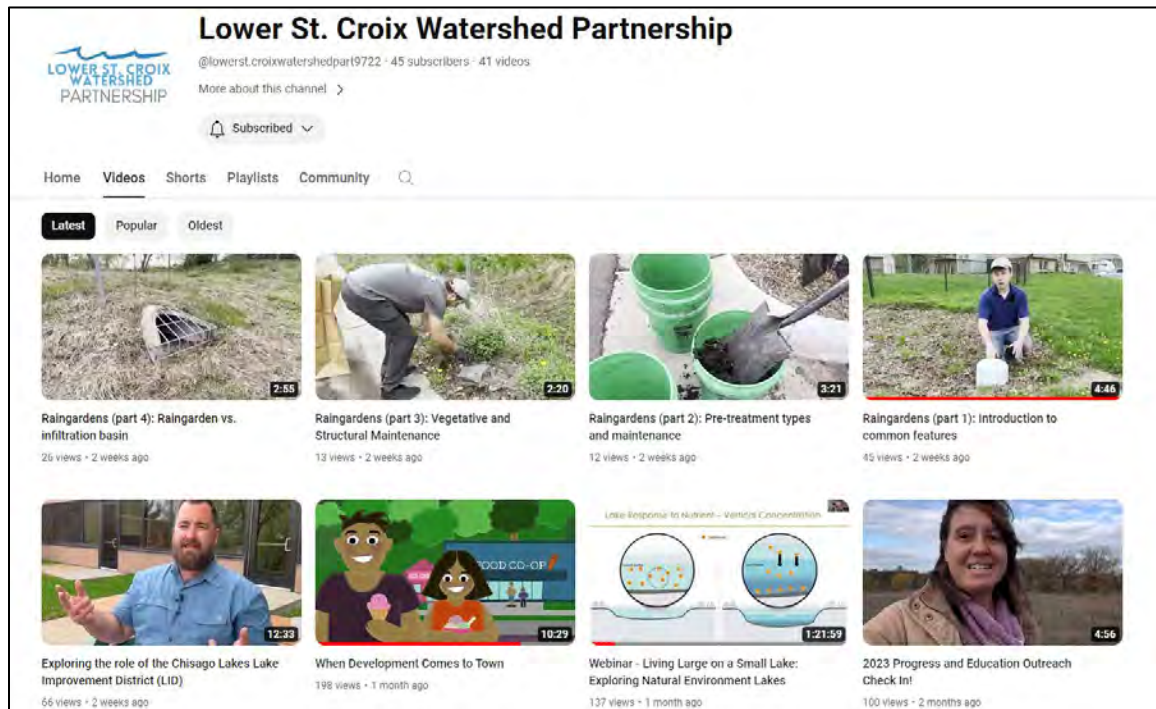 Lower St. Croix Watershed Partnership
LOWER ST. CROIX
WATERSHED
PARTNERSHIP
@lowerst.croixwatershedpart9722 · 45 subscribers · 41 videos
More about this channel >
Subscribed
Home Videos Shorts Playlists Community
Latest Popular Oldest
2:55
2:20
3:21
4:46
Raingardens (part 4): Raingarden vs.
infiltration basin
26 views • 2 weeks ago
Raingardens (part 3): Vegetative and
Structural Maintenance
13 views • 2 weeks ago
Raingardens (part 2): Pre-treatment types
and maintenance
12 views • 2 weeks ago
Raingardens (part 1): Introduction to
common features
45 views • 2 weeks ago
12:33
FOOD CO-OP
10:29
Lake Response to Nutrient – Vertical Concentration
1:21:59
4:56
Exploring the role of the Chisago Lakes Lake
Improvement District (LID)
66 views • 2 weeks ago
When Development Comes to Town
198 views • 1 month ago
Webinar - Living Large on a Small Lake:
Exploring Natural Environment Lakes
137 views • 1 month ago
2023 Progress and Education Outreach
Check In!
100 views • 2 months ago